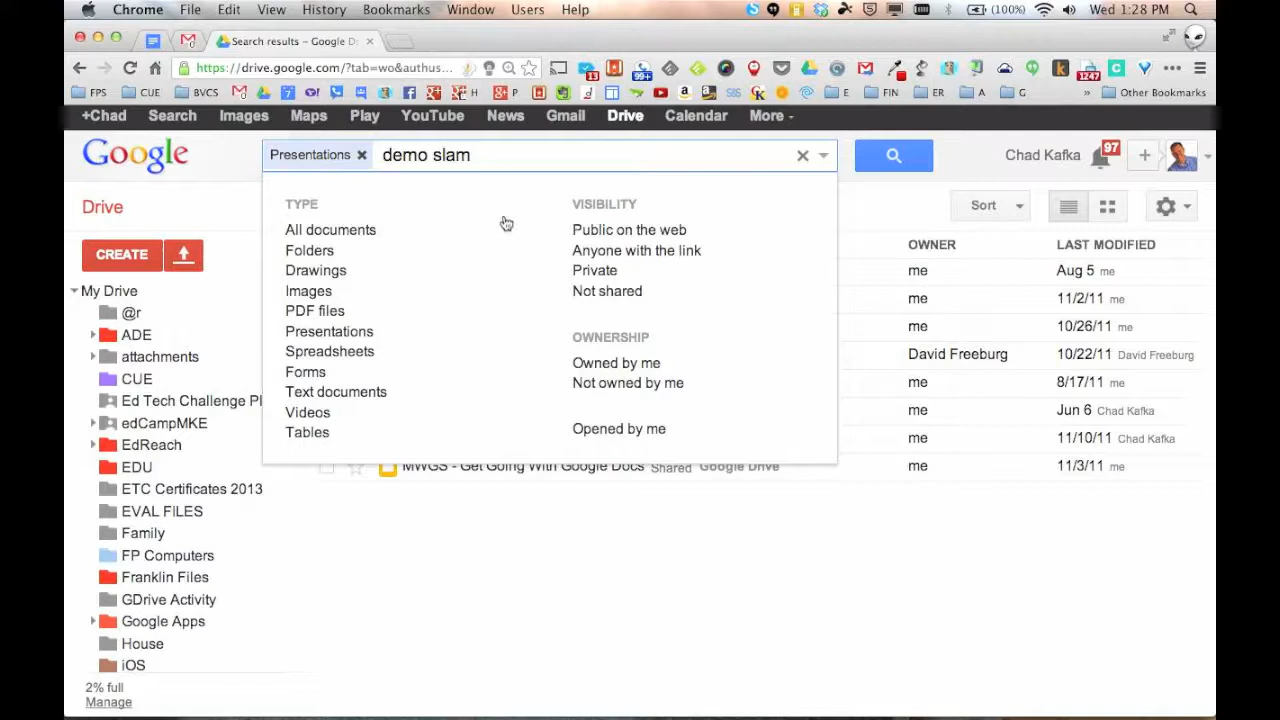 Chrome File Edit View History Bookmarks Window Users Help (100%) Wed 1:28 PM
Search results – Google D
https://drive.google.com/?tab=wo&authus... 13 99+ 1247
FPS CUE BVCS H P E FIN ER A G » Other Bookmarks
+Chad Search Images Maps Play YouTube News Gmail Drive Calendar More
Google Presentations demo slam Chad Kafka 97
Drive Sort
TYPE VISIBILITY
All documents Public on the web
Folders Anyone with the link
Drawings Private
Images Not shared
PDF files
Presentations OWNERSHIP
Spreadsheets Owned by me
Forms Not owned by me
Text documents
Videos Opened by me
Tables
OWNER LAST MODIFIED
me Aug 5 me
me 11/2/11 me
me 10/26/11 me
David Freeburg 10/22/11 David Freeburg
me 8/17/11 me
me Jun 6 Chad Kafka
me 11/10/11 Chad Kafka
MWGS - Get Going With Google Docs Shared Google Drive me 11/3/11 me
CREATE
My Drive
@r
ADE
attachments
CUE
Ed Tech Challenge Pl
edCampMKE
EdReach
EDU
ETC Certificates 2013
EVAL FILES
Family
FP Computers
Franklin Files
GDrive Activity
Google Apps
House
iOS
2% full
Manage